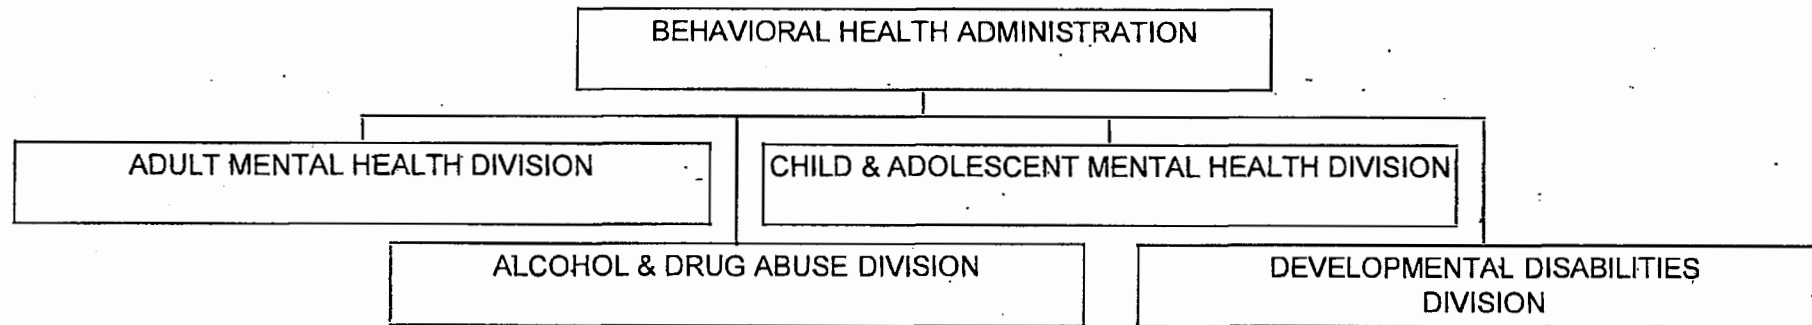 BEHAVIORAL HEALTH ADMINISTRATION
ADULT MENTAL HEALTH DIVISION
CHILD & ADOLESCENT MENTAL HEALTH DIVISION
ALCOHOL & DRUG ABUSE DIVISION
DEVELOPMENTAL DISABILITIES
DIVISION